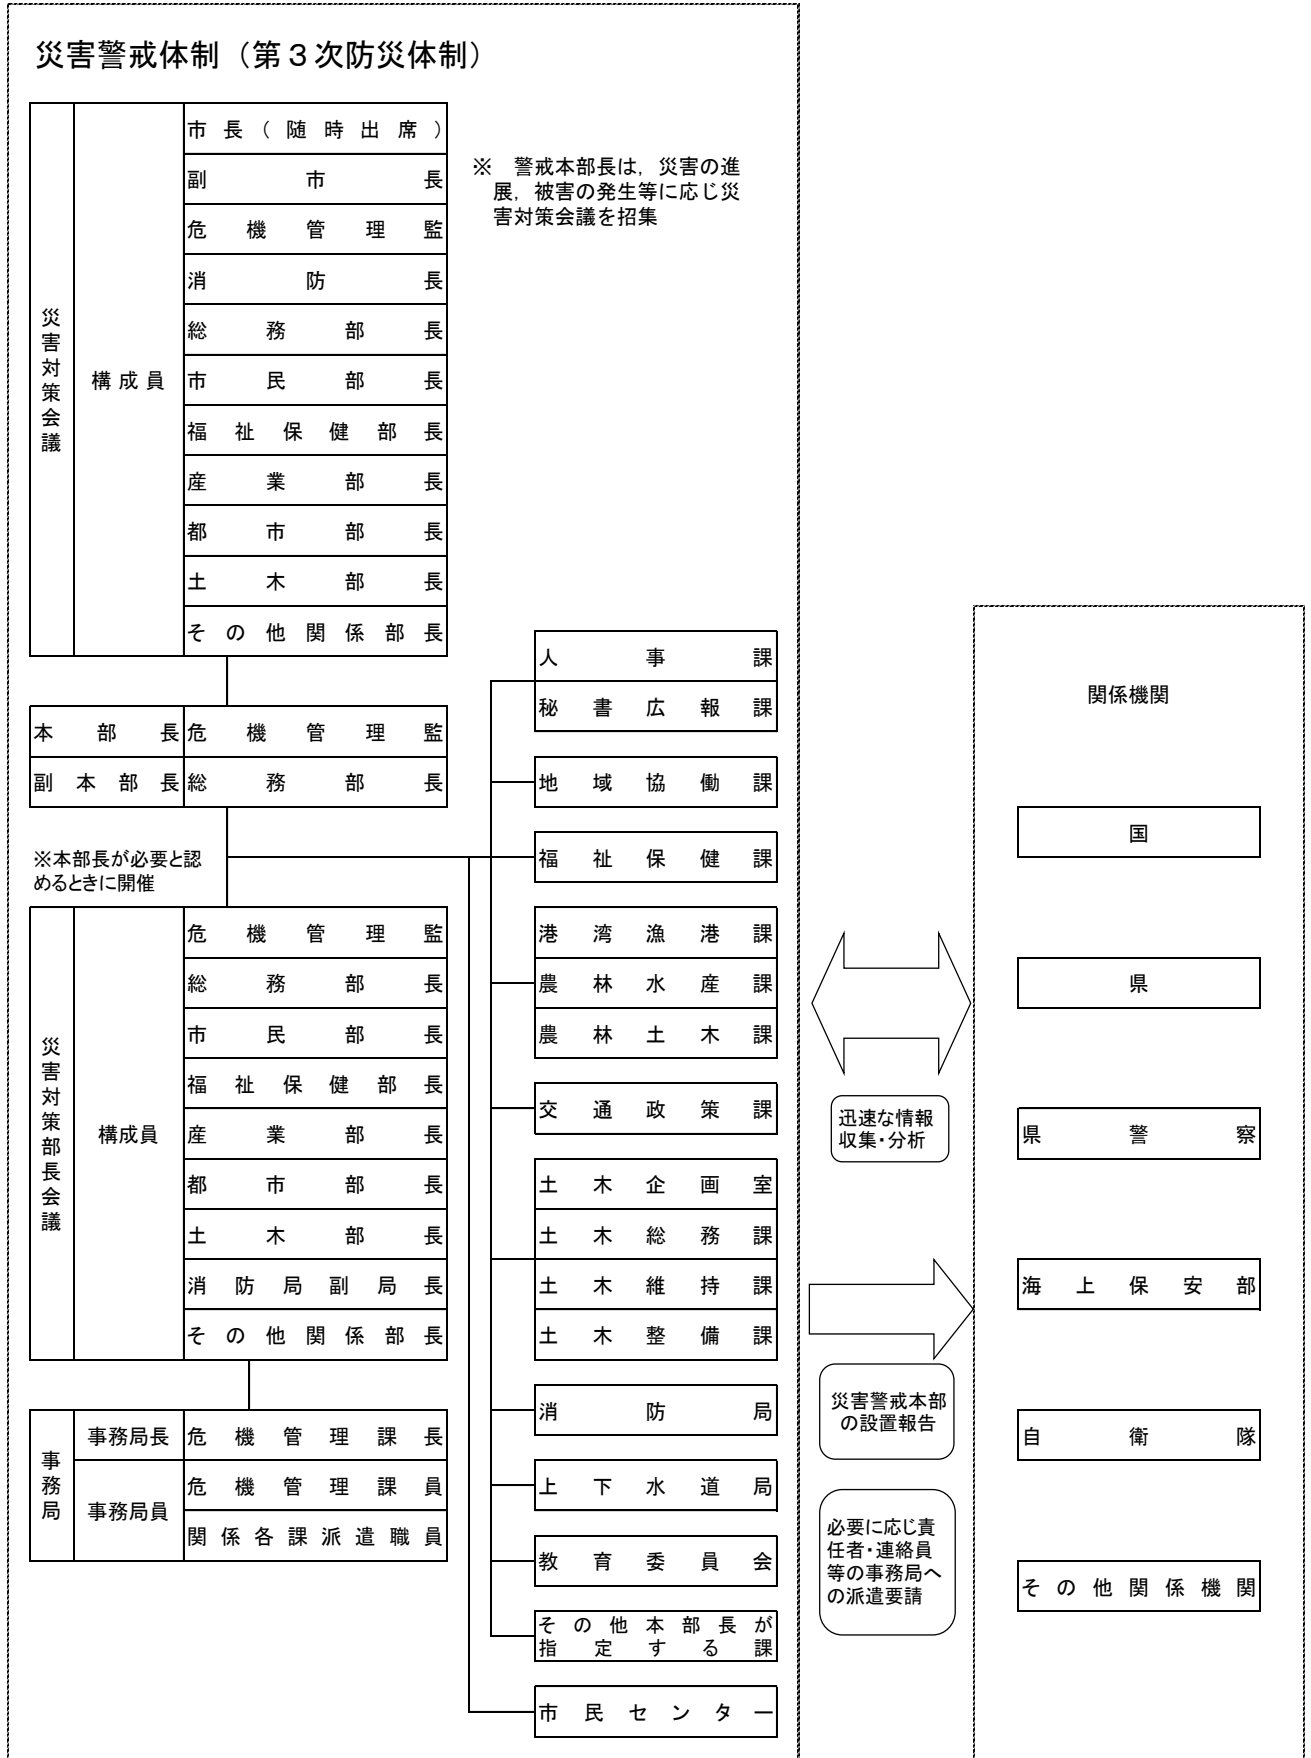 災害警戒体制（第３次防災体制）
災害対策会議
構成員
市長（随時出席）
副市長
危機管理監
消防長
総務部長
市民部長
福祉保健部長
産業部長
都市部長
土木部長
その他関係部長
※　警戒本部長は，災害の進
展，被害の発生等に応じ災
害対策会議を招集
本部長
危機管理監
副本部長
総務部長
※本部長が必要と認
めるときに開催
災害対策部長会議
構成員
危機管理監
総務部長
市民部長
福祉保健部長
産業部長
都市部長
土木部長
消防局副局長
その他関係部長
事務局
事務局長
危機管理課長
事務局員
危機管理課員
関係各課派遣職員
人事課
秘書広報課
地域協働課
福祉保健課
港湾漁港課
農林水産課
農林土木課
交通政策課
土木企画室
土木総務課
土木維持課
土木整備課
消防局
上下水道局
教育委員会
その他本部長が
指定する課
市民センター
迅速な情報
収集・分析
災害警戒本部
の設置報告
必要に応じ責
任者・連絡員
等の事務局へ
の派遣要請
関係機関
国
県
県警察
海上保安部
自衛隊
その他関係機関